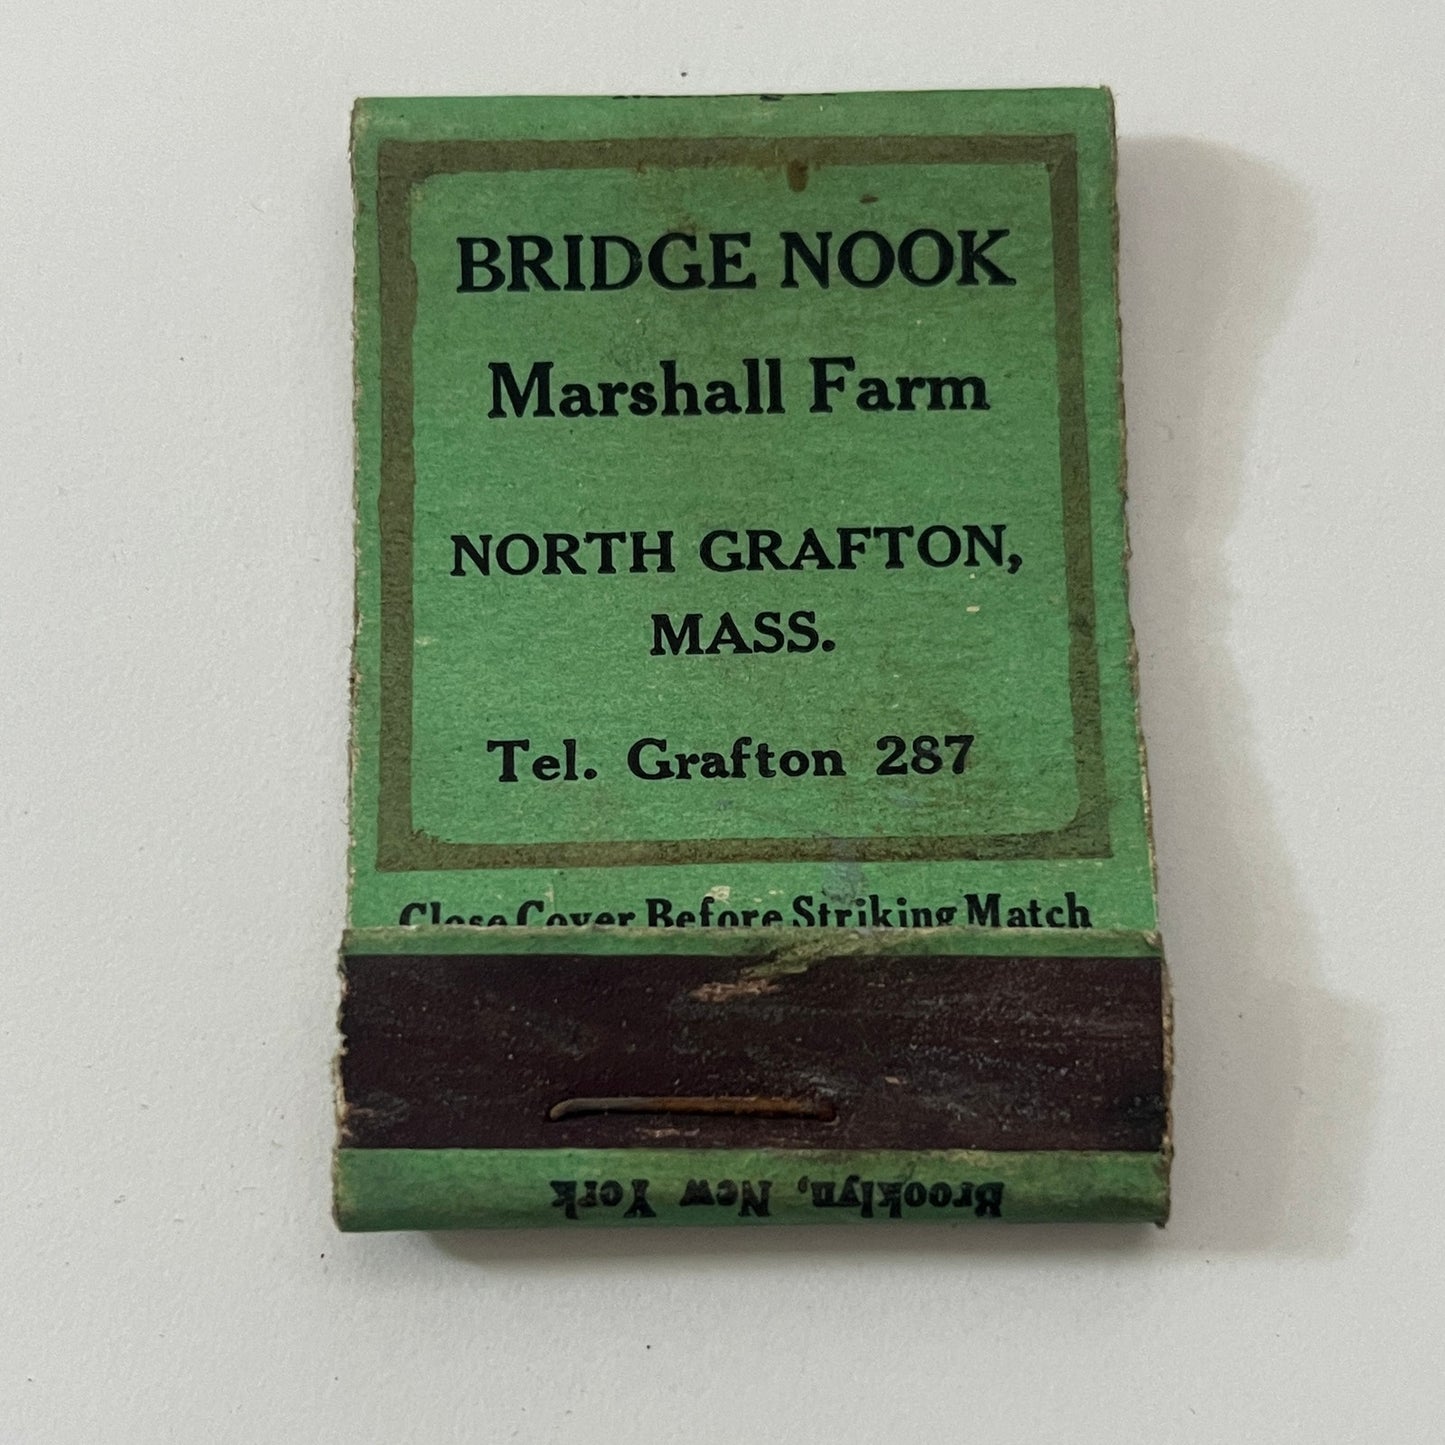 BRIDGE NOOK
Marshall Farm
NORTH GRAFTON,
MASS.
Tel. Grafton 287
Close Cover Before Striking Match
Brooklyn, New York